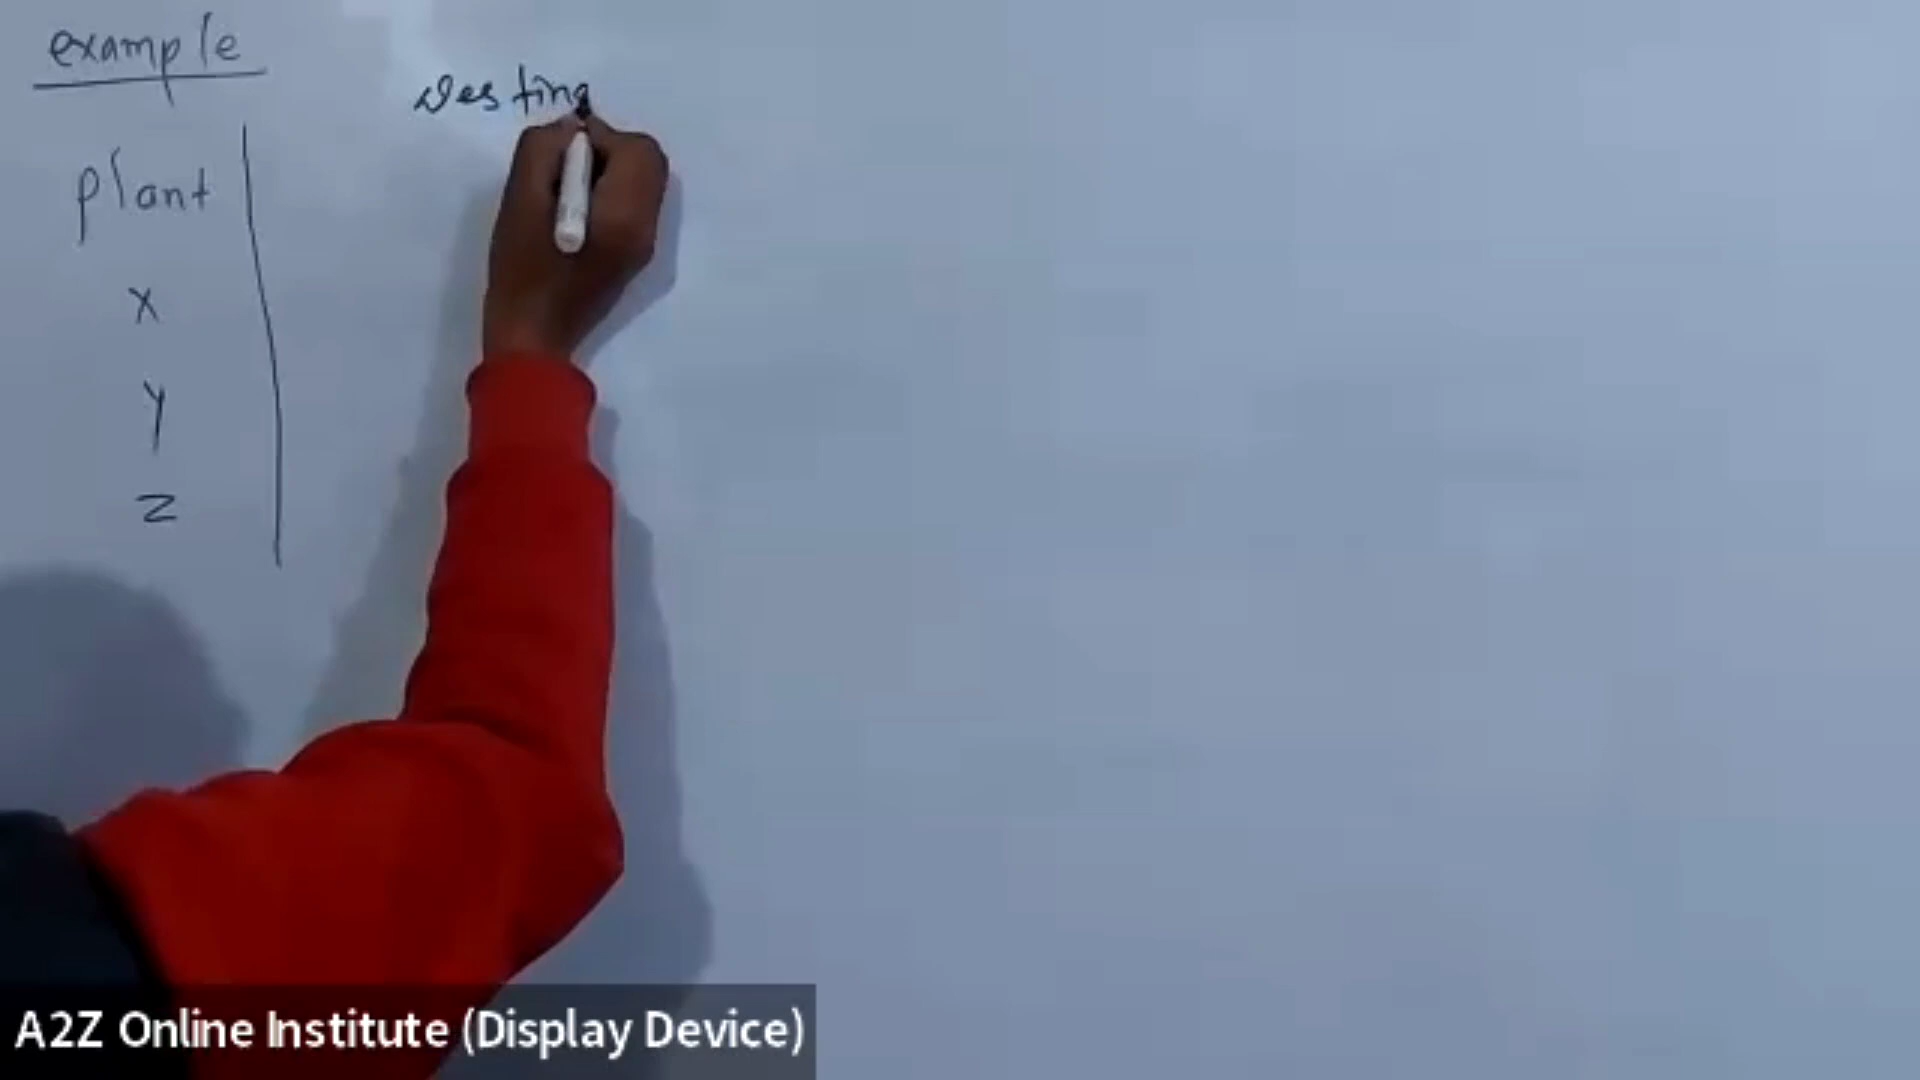 example
Destina
plant
X
Y
Z
A2Z Online Institute (Display Device)